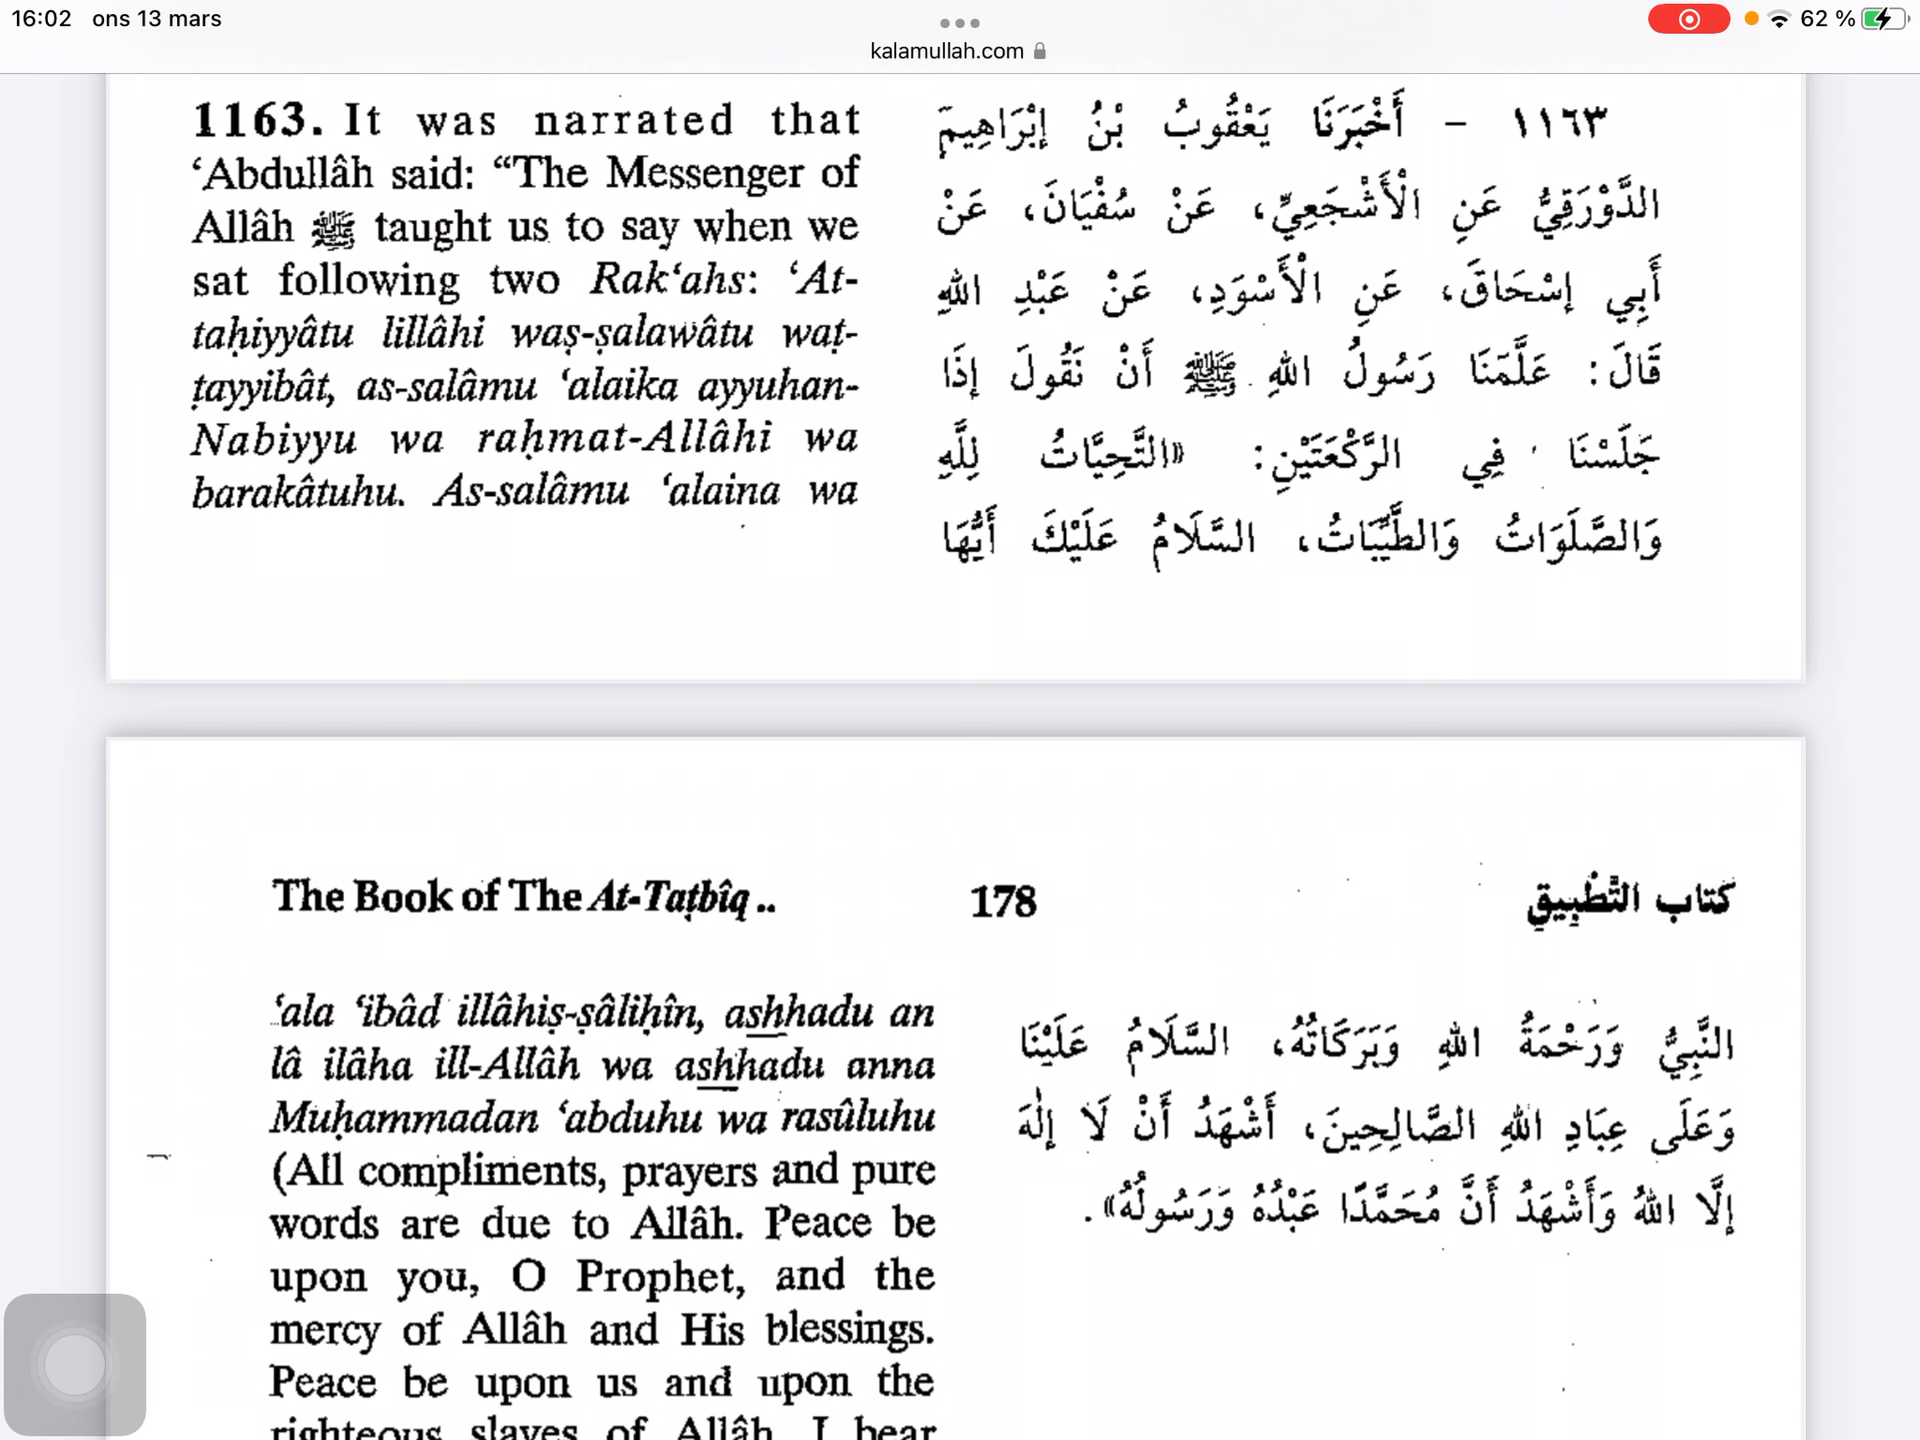 16:02 ons 13 mars
62 %
kalamullah.com
1163. It was narrated that
‘Abdullâh said: “The Messenger of
Allâh ﷺ taught us to say when we
sat following two Rak‘ahs: ‘At-
taḥiyyâtu lillâhi waṣ-ṣalawâtu waṭ-
ṭayyibât, as-salâmu ‘alaika ayyuhan-
Nabiyyu wa raḥmat-Allâhi wa
barakâtuhu. As-salâmu ‘alaina wa
١١٦٣ - أَخْبَرَنَا يَعْقُوبُ بْنُ إِبْرَاهِيمَ
الدَّوْرَقِيُّ عَنِ الْأَشْجَعِيِّ، عَنْ سُفْيَانَ، عَنْ
أَبِي إِسْحَاقَ، عَنِ الْأَسْوَدِ، عَنْ عَبْدِ اللهِ
قَالَ: عَلَّمَنَا رَسُولُ اللهِ ﷺ أَنْ نَقُولَ إِذَا
جَلَسْنَا فِي الرَّكْعَتَيْنِ: «التَّحِيَّاتُ لِلَّهِ
وَالصَّلَوَاتُ وَالطَّيِّبَاتُ، السَّلَامُ عَلَيْكَ أَيُّهَا
The Book of The At-Taṭbîq ..
178
كتاب التَّطْبِيقِ
‘ala ‘ibâd illâhiṣ-ṣâliḥîn, ashhadu an
lâ ilâha ill-Allâh wa ashhadu anna
Muḥammadan ‘abduhu wa rasûluhu
(All compliments, prayers and pure
words are due to Allâh. Peace be
upon you, O Prophet, and the
mercy of Allâh and His blessings.
Peace be upon us and upon the
righteous slaves of Allâh. I bear
النَّبِيُّ وَرَحْمَةُ اللهِ وَبَرَكَاتُهُ، السَّلَامُ عَلَيْنَا
وَعَلَى عِبَادِ اللهِ الصَّالِحِينَ، أَشْهَدُ أَنْ لَا إِلٰهَ
إِلَّا اللهُ وَأَشْهَدُ أَنَّ مُحَمَّدًا عَبْدُهُ وَرَسُولُهُ».